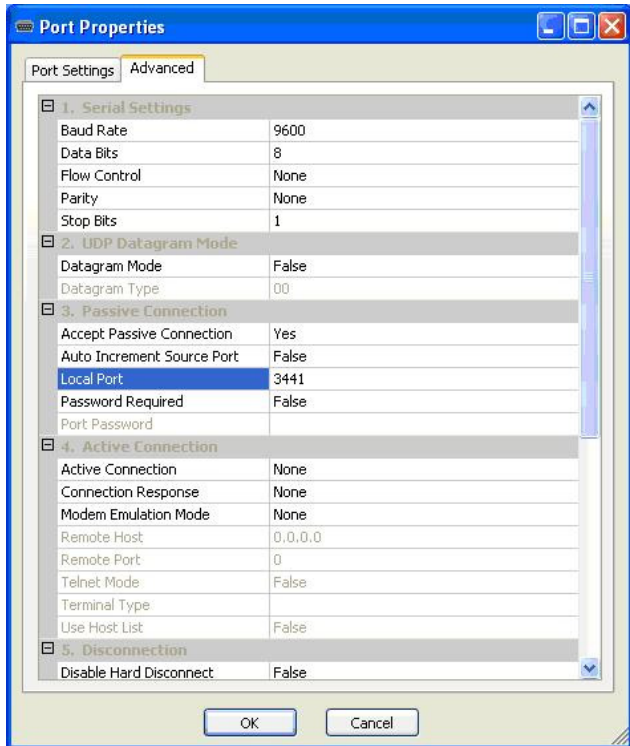 Port Properties
Port Settings Advanced
1. Serial Settings
Baud Rate 9600
Data Bits 8
Flow Control None
Parity None
Stop Bits 1
2. UDP Datagram Mode
Datagram Mode False
Datagram Type 00
3. Passive Connection
Accept Passive Connection Yes
Auto Increment Source Port False
Local Port 3441
Password Required False
Port Password
4. Active Connection
Active Connection None
Connection Response None
Modem Emulation Mode None
Remote Host 0.0.0.0
Remote Port 0
Telnet Mode False
Terminal Type
Use Host List False
5. Disconnection
Disable Hard Disconnect False
OK Cancel